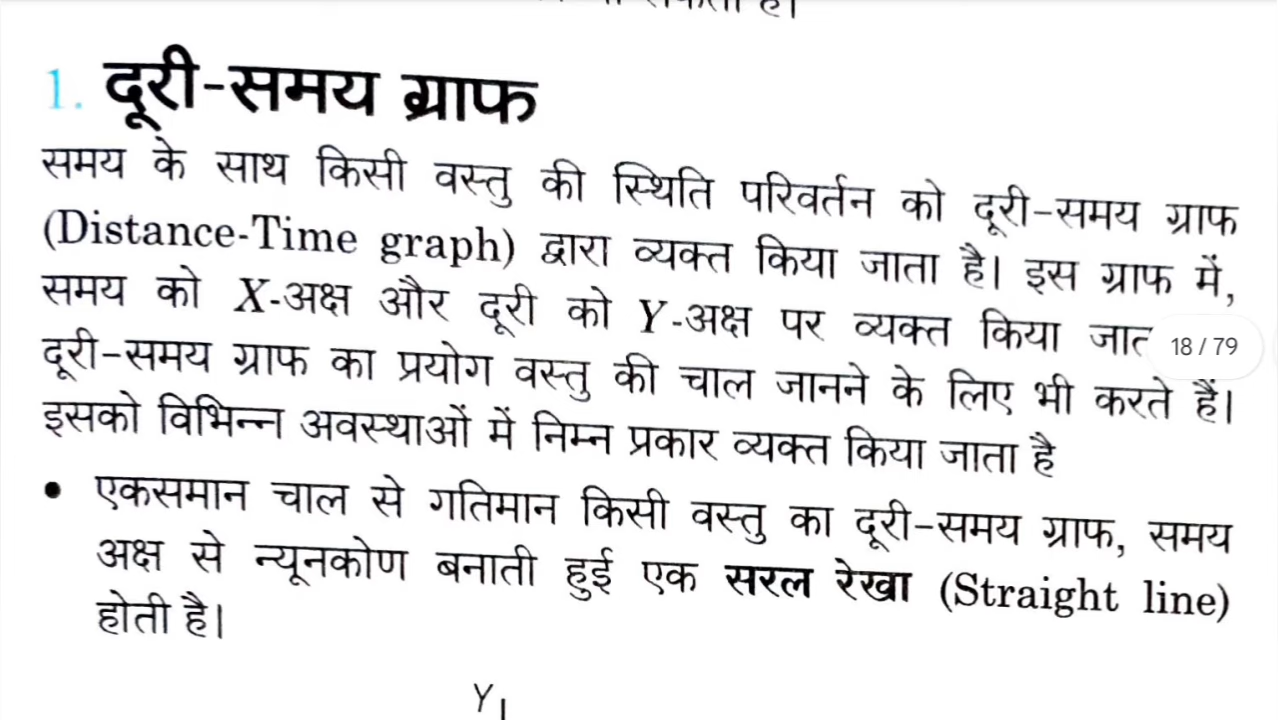 1. दूरी-समय ग्राफ
समय के साथ किसी वस्तु की स्थिति परिवर्तन को दूरी-समय ग्राफ
(Distance-Time graph) द्वारा व्यक्त किया जाता है। इस ग्राफ में,
समय को X-अक्ष और दूरी को Y-अक्ष पर व्यक्त किया
18 / 79
दूरी-समय ग्राफ का प्रयोग वस्तु की चाल जानने के लिए भी करते हैं।
इसको विभिन्न अवस्थाओं में निम्न प्रकार व्यक्त किया जाता है
• एकसमान चाल से गतिमान किसी वस्तु का दूरी-समय ग्राफ, समय
अक्ष से न्यूनकोण बनाती हुई एक सरल रेखा (Straight line)
होती है।
Y